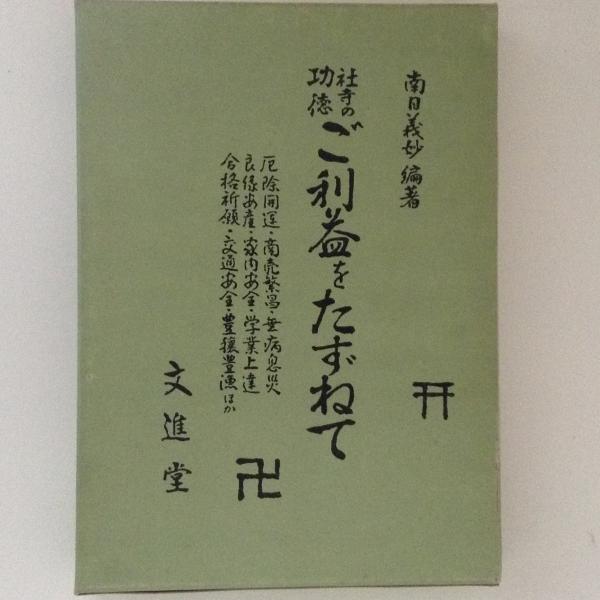 南日義妙編著
社寺の
功徳
ご利益をたずねて
厄除開運・商売繁昌・無病息災
良縁安産・家内安全・学業上達
合格祈願・交通安全・豊穣豊漁ほか
卍
文進堂